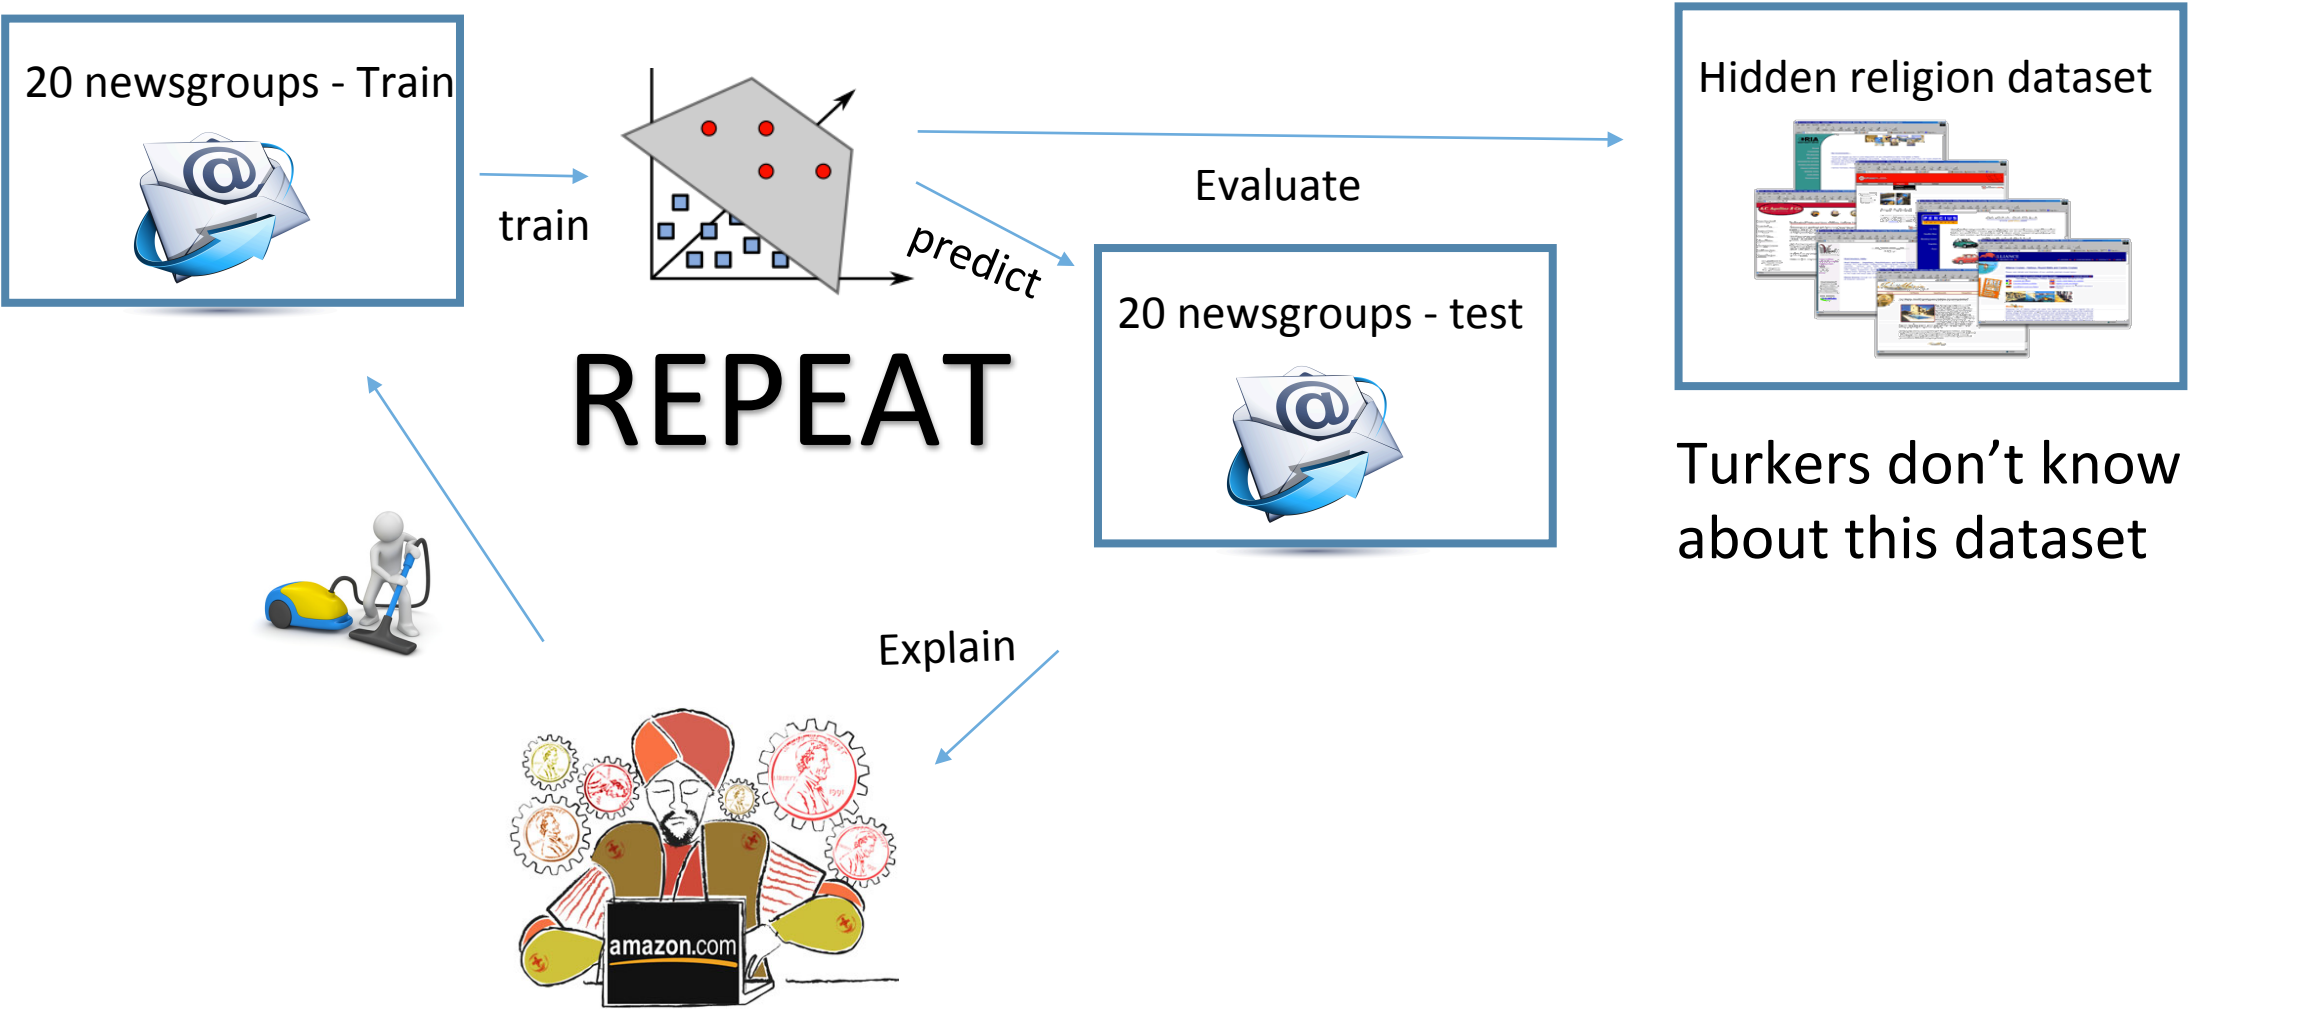 20 newsgroups - Train
Hidden religion dataset
train
Evaluate
predict
20 newsgroups - test
REPEAT
Turkers don’t know
about this dataset
Explain
amazon.com